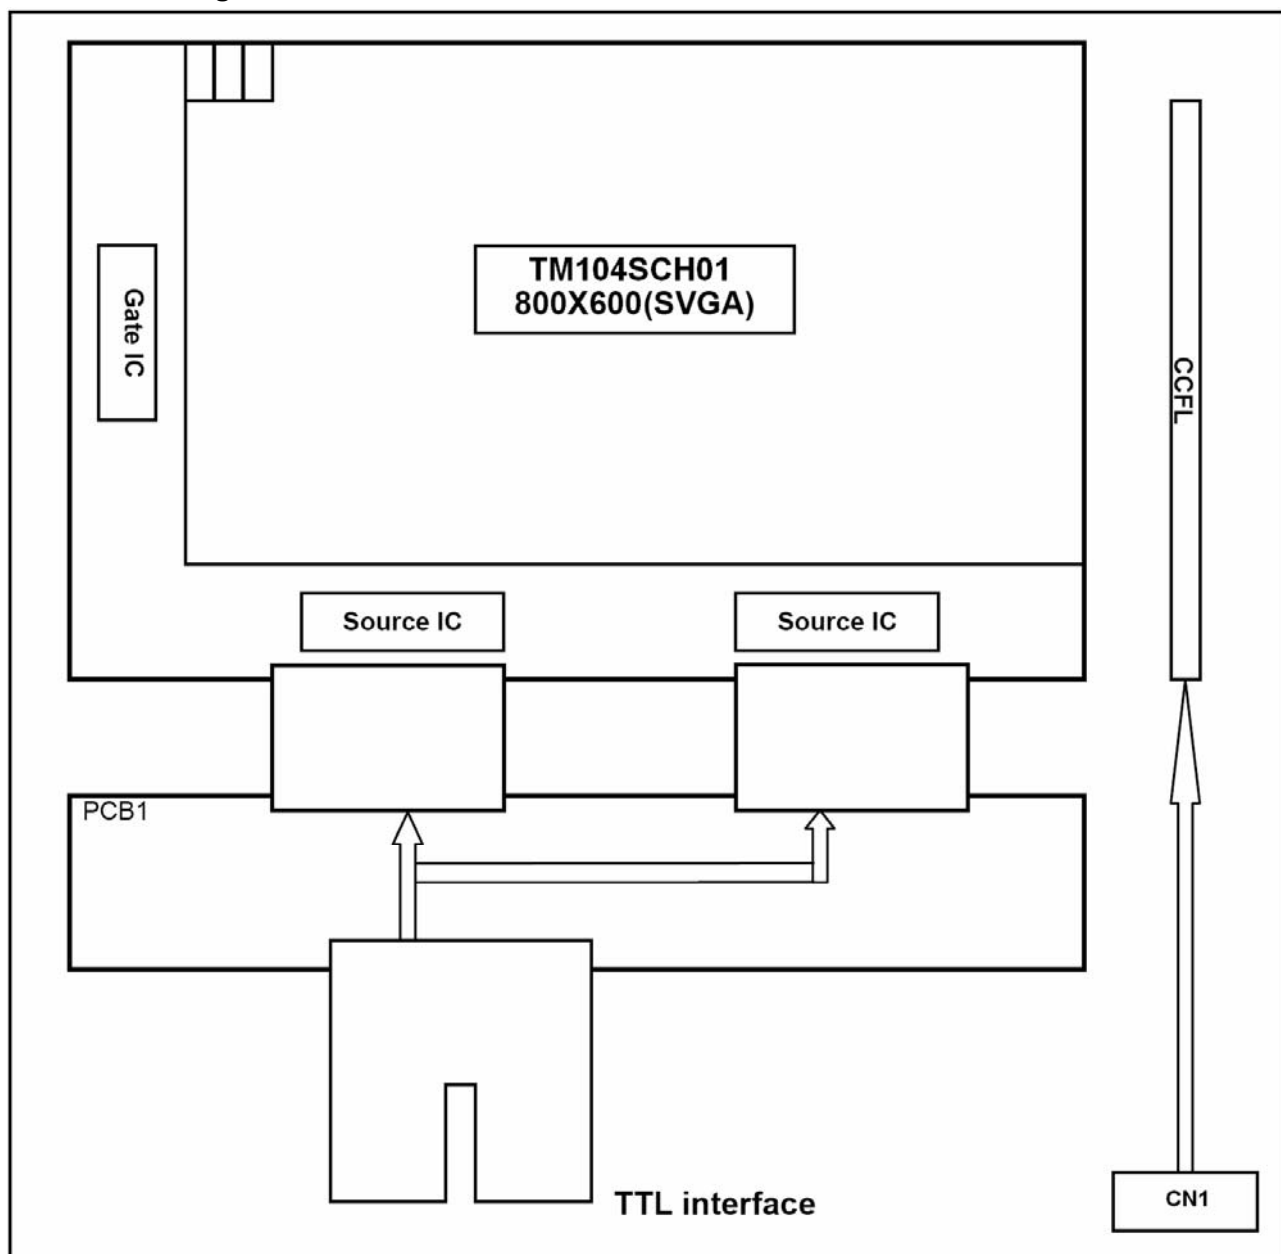 TM104SCH01
800X600(SVGA)
Gate IC
CCFL
Source IC
Source IC
PCB1
TTL interface
CN1